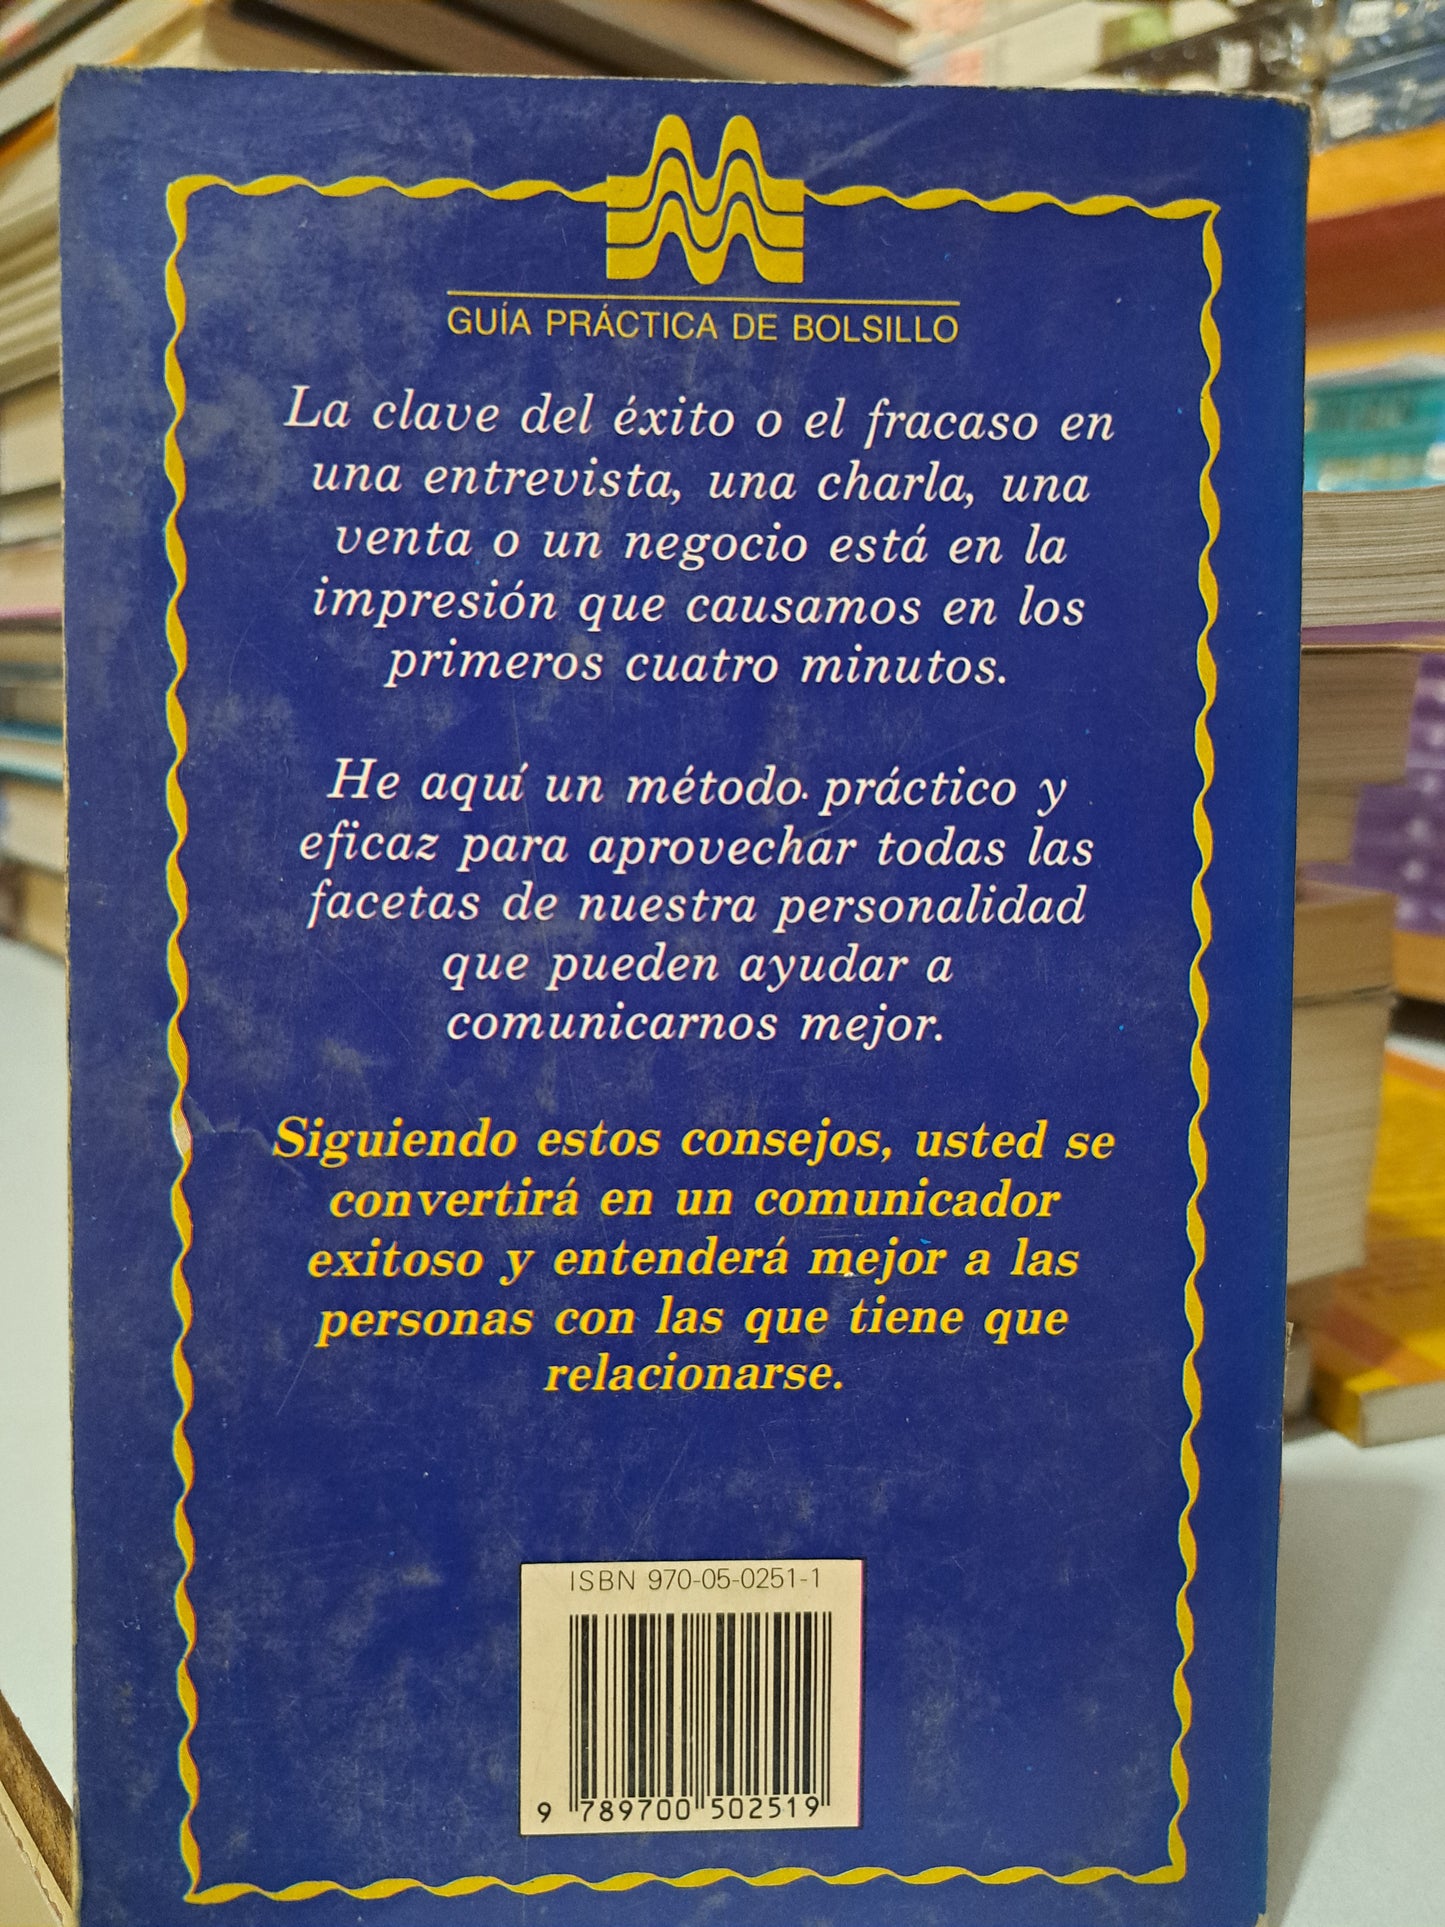 GUÍA PRÁCTICA DE BOLSILLO
La clave del éxito o el fracaso en
una entrevista, una charla, una
venta o un negocio está en la
impresión que causamos en los
primeros cuatro minutos.
He aquí un método práctico y
eficaz para aprovechar todas las
facetas de nuestra personalidad
que pueden ayudar a
comunicarnos mejor.
Siguiendo estos consejos, usted se
convertirá en un comunicador
exitoso y entenderá mejor a las
personas con las que tiene que
relacionarse.
ISBN 970-05-0251-1
9 789700 502519